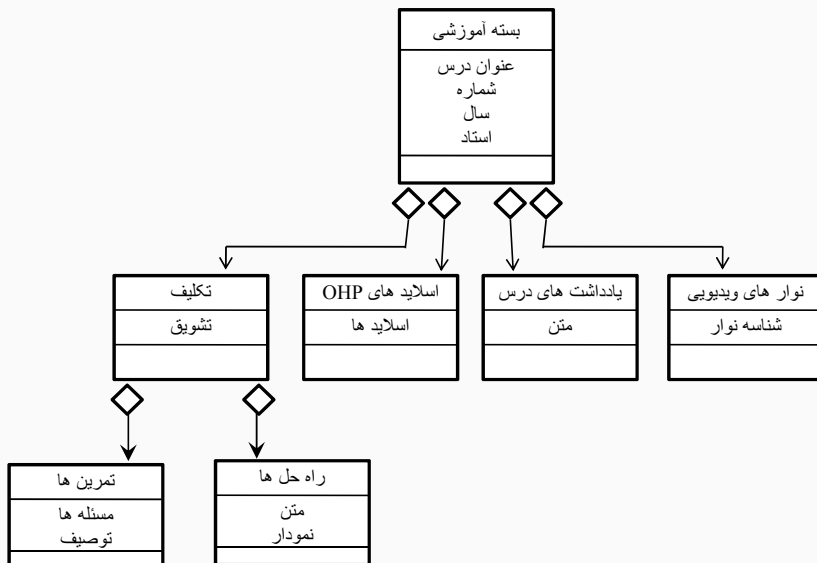 بسته آموزشی
عنوان درس
شماره
سال
استاد
نوار های ویدیویی
شناسه نوار
یادداشت های درس
متن
اسلاید های OHP
اسلاید ها
تکلیف
تشویق
راه حل ها
متن
نمودار
تمرین ها
مسئله ها
توصیف